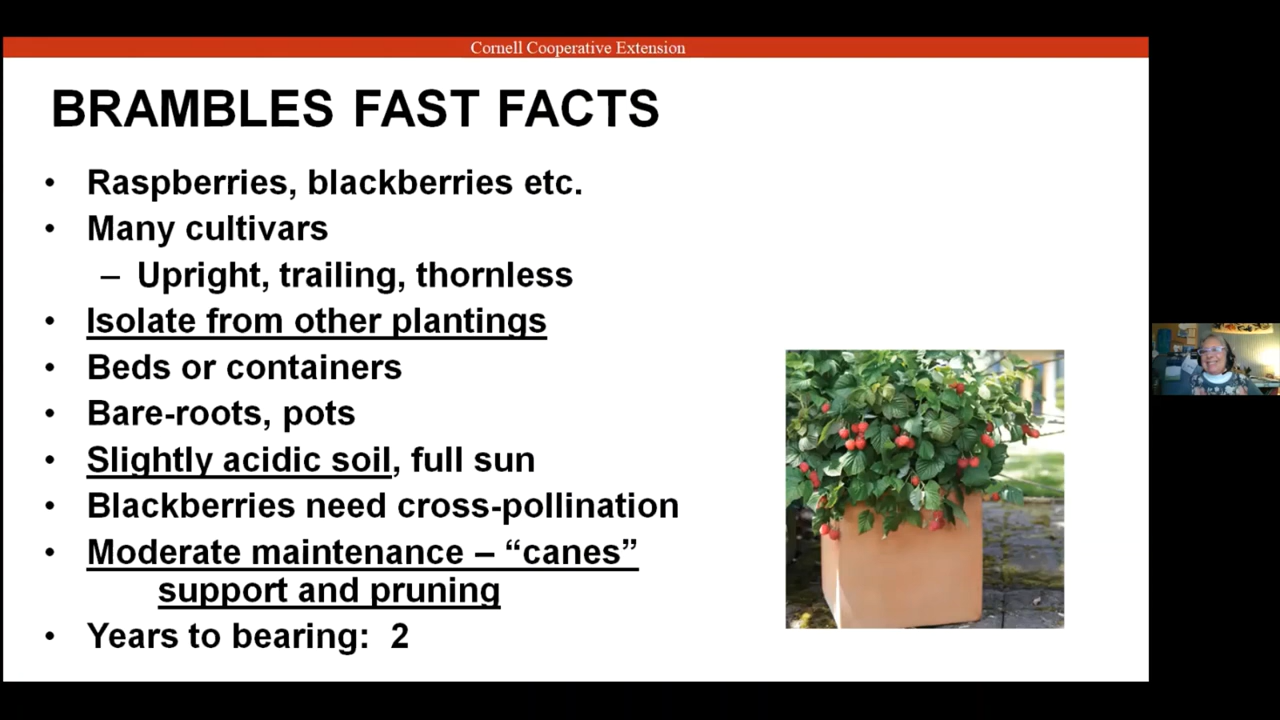 Cornell Cooperative Extension
BRAMBLES FAST FACTS
• Raspberries, blackberries etc.
• Many cultivars
– Upright, trailing, thornless
• Isolate from other plantings
• Beds or containers
• Bare-roots, pots
• Slightly acidic soil, full sun
• Blackberries need cross-pollination
• Moderate maintenance – “canes”
support and pruning
• Years to bearing: 2